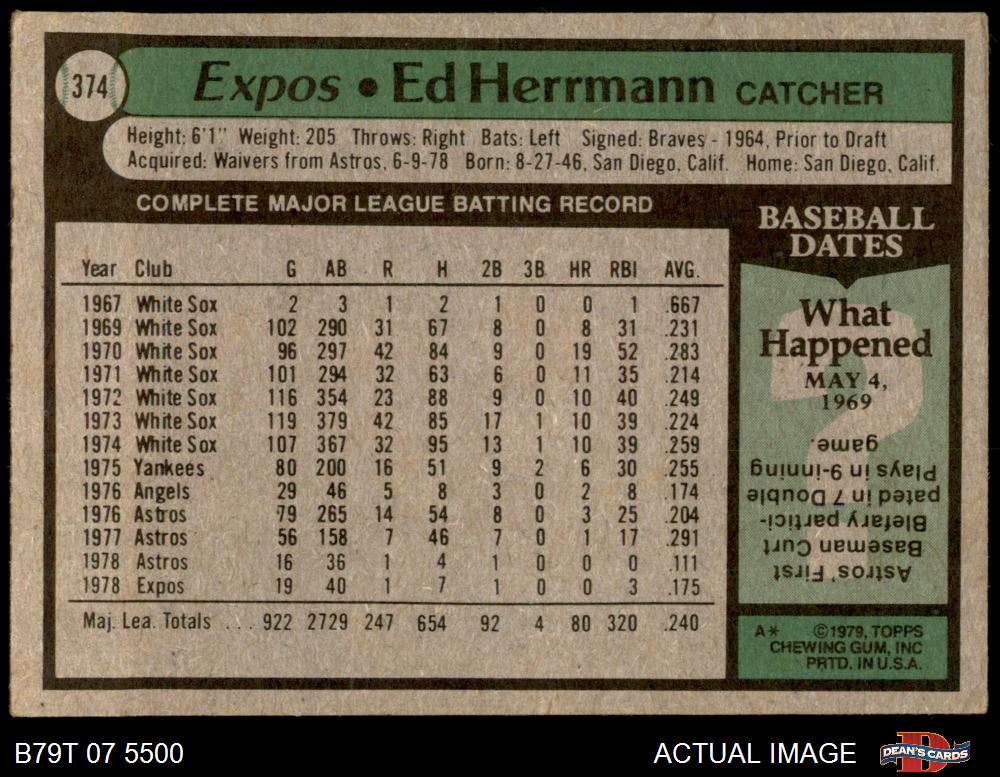 374
Expos • Ed Herrmann CATCHER
Height: 6'1" Weight: 205 Throws: Right Bats: Left Signed: Braves - 1964, Prior to Draft
Acquired: Waivers from Astros, 6-9-78 Born: 8-27-46, San Diego, Calif. Home: San Diego, Calif.
COMPLETE MAJOR LEAGUE BATTING RECORD
Year Club G AB R H 2B 3B HR RBI AVG.
1967 White Sox 2 3 1 2 1 0 0 1 .667
1969 White Sox 102 290 31 67 8 0 8 31 .231
1970 White Sox 96 297 42 84 9 0 19 52 .283
1971 White Sox 101 294 32 63 6 0 11 35 .214
1972 White Sox 116 354 23 88 9 0 10 40 .249
1973 White Sox 119 379 42 85 17 1 10 39 .224
1974 White Sox 107 367 32 95 13 1 10 39 .259
1975 Yankees 80 200 16 51 9 2 6 30 .255
1976 Angels 29 46 5 8 3 0 2 8 .174
1976 Astros 79 265 14 54 8 0 3 25 .204
1977 Astros 56 158 7 46 7 0 1 17 .291
1978 Astros 16 36 1 4 1 0 0 0 .111
1978 Expos 19 40 1 7 1 0 0 3 .175
Maj. Lea. Totals . . . 922 2729 247 654 92 4 80 320 .240
BASEBALL
DATES
What
Happened
MAY 4,
1969
Astros' First
Baseman Curt
Blefary partici-
pated in 7 Double
Plays in 9-inning
game.
A* ©1979, TOPPS
CHEWING GUM, INC
PRTD. IN U.S.A.
B79T 07 5500
ACTUAL IMAGE
DEAN'S CARDS